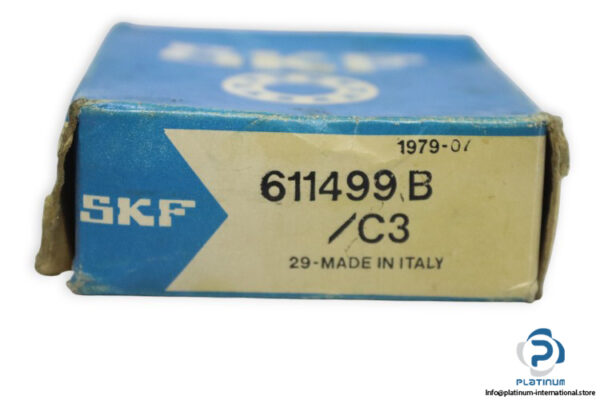 SKF
1979-07
611499 B
/C3
SKF
29-MADE IN ITALY
PLATINUM
Info@platinum-international.store